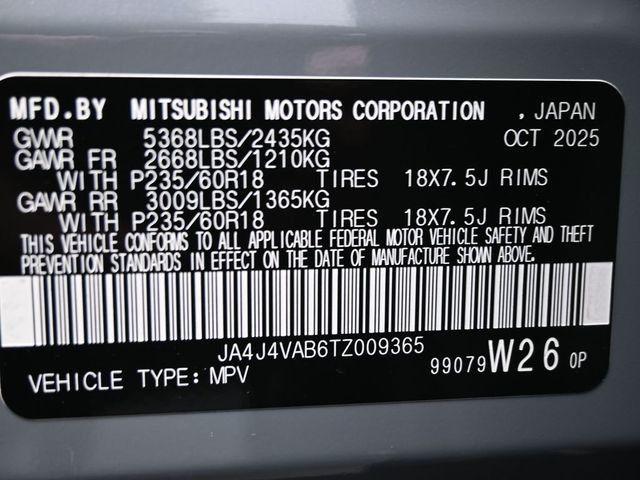 MFD.BY MITSUBISHI MOTORS CORPORATION , JAPAN
GVWR 5368LBS/2435KG OCT 2025
GAWR FR 2668LBS/1210KG
WITH P235/60R18 TIRES 18X7.5J RIMS
GAWR RR 3009LBS/1365KG
WITH P235/60R18 TIRES 18X7.5J RIMS
THIS VEHICLE CONFORMS TO ALL APPLICABLE FEDERAL MOTOR VEHICLE SAFETY AND THEFT
PREVENTION STANDARDS IN EFFECT ON THE DATE OF MANUFACTURE SHOWN ABOVE.
JA4J4VAB6TZ009365
99079 W26 0P
VEHICLE TYPE: MPV